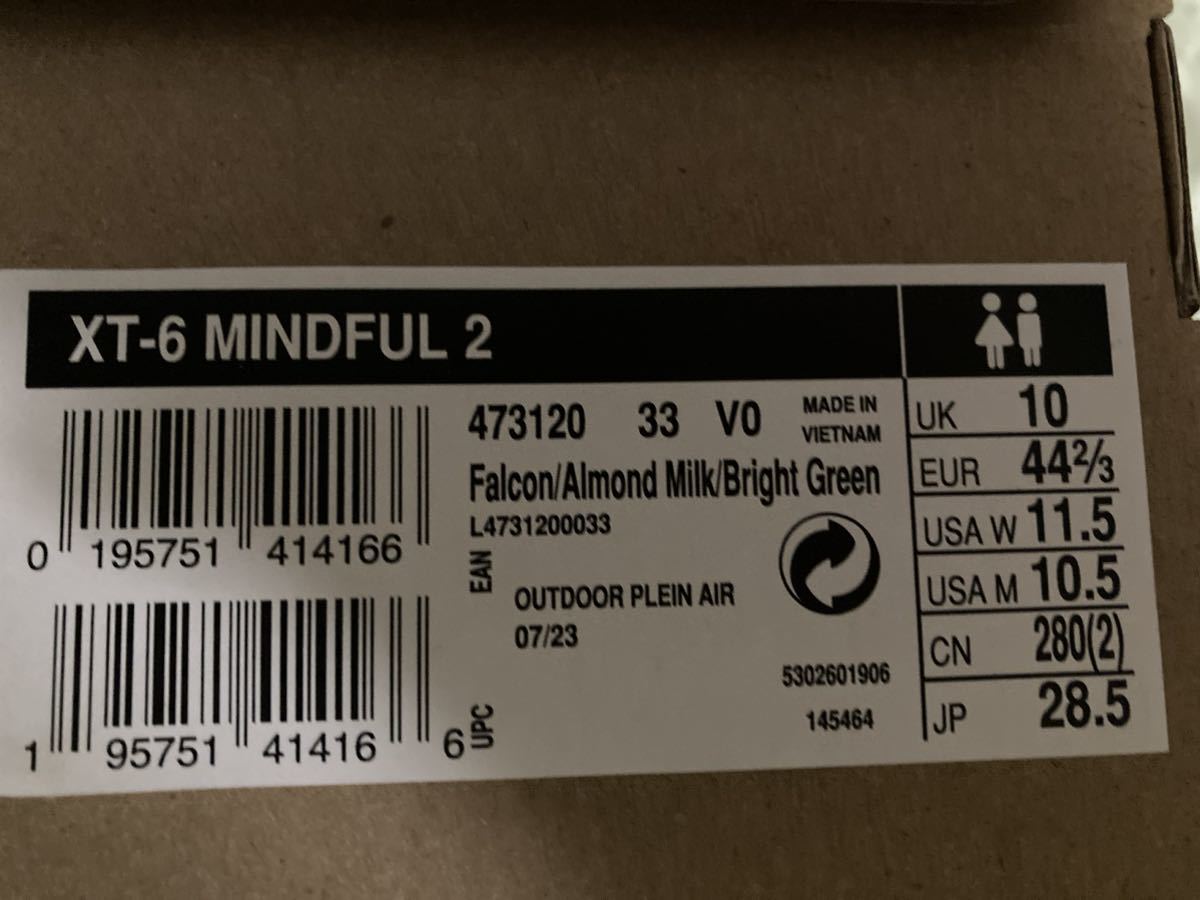 XT-6 MINDFUL 2
473120 33 V0 MADE IN VIETNAM
Falcon/Almond Milk/Bright Green
L4731200033
0 195751 414166 EAN
OUTDOOR PLEIN AIR
07/23
5302601906
145464
1 95751 41416 6 UPC
UK 10
EUR 44⅔
USA W 11.5
USA M 10.5
CN 280(2)
JP 28.5